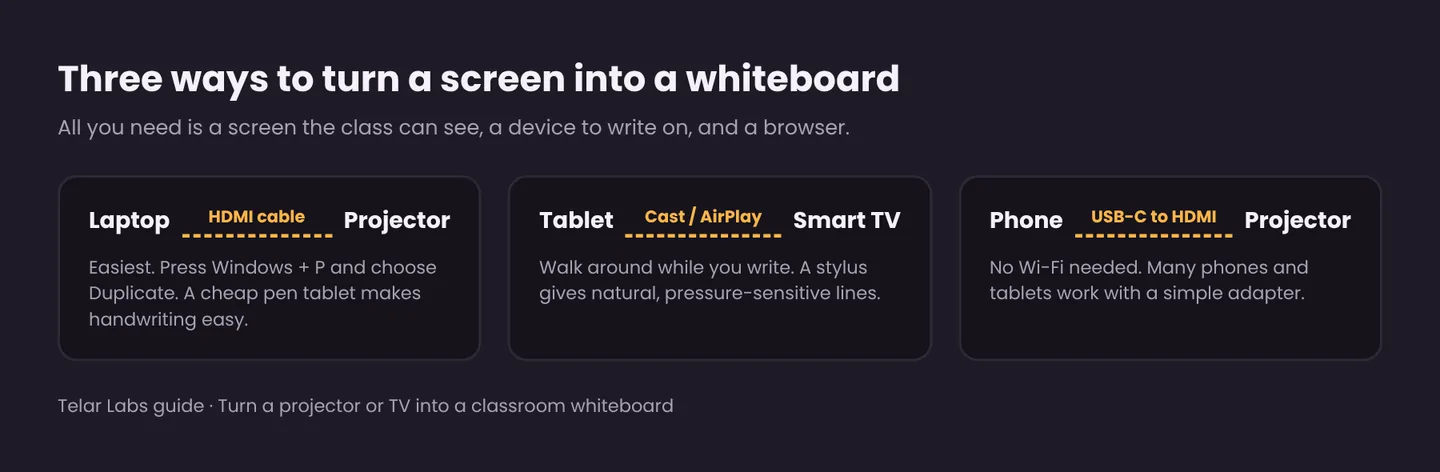 Three ways to turn a screen into a whiteboard
All you need is a screen the class can see, a device to write on, and a browser.
Laptop HDMI cable Projector
Easiest. Press Windows + P and choose
Duplicate. A cheap pen tablet makes
handwriting easy.
Tablet Cast / AirPlay Smart TV
Walk around while you write. A stylus
gives natural, pressure-sensitive lines.
Phone USB-C to HDMI Projector
No Wi-Fi needed. Many phones and
tablets work with a simple adapter.
Telar Labs guide · Turn a projector or TV into a classroom whiteboard